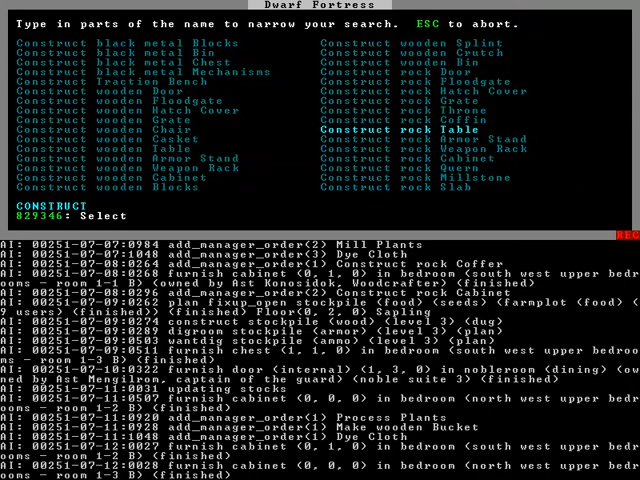 Dwarf Fortress
Type in parts of the name to narrow your search.  ESC to abort.
Construct black metal Blocks Construct wooden Splint
Construct black metal Bin Construct wooden Crutch
Construct black metal Chest Construct wooden Bin
Construct black metal Mechanisms Construct rock Door
Construct Traction Bench Construct rock Floodgate
Construct wooden Door Construct rock Hatch Cover
Construct wooden Floodgate Construct rock Grate
Construct wooden Hatch Cover Construct rock Throne
Construct wooden Grate Construct rock Coffin
Construct wooden Chair Construct rock Table
Construct wooden Casket Construct rock Armor Stand
Construct wooden Table Construct rock Weapon Rack
Construct wooden Armor Stand Construct rock Cabinet
Construct wooden Weapon Rack Construct rock Quern
Construct wooden Cabinet Construct rock Millstone
Construct wooden Blocks Construct rock Slab
CONSTRUCT
829346: Select
REC
AI: 00251-07-07:0984 add_manager_order(2) Mill Plants
AI: 00251-07-07:1048 add_manager_order(3) Dye Cloth
AI: 00251-07-08:0264 add_manager_order(1) Construct rock Coffer
AI: 00251-07-08:0268 furnish cabinet (0, 1, 0) in bedroom (south west upper bedr
ooms - room 1-1 B) (owned by Ast Konosidok, Woodcrafter) (finished)
AI: 00251-07-08:0296 add_manager_order(2) Construct rock Cabinet
AI: 00251-07-09:0262 plan fixup_open stockpile (food) (seeds) (farmplot (food) (
9 users) (finished)) (finished) Floor(0, 2, 0) Sapling
AI: 00251-07-09:0274 construct stockpile (wood) (level 3) (dug)
AI: 00251-07-09:0289 digroom stockpile (armor) (level 3) (plan)
AI: 00251-07-09:0503 wantdig stockpile (ammo) (level 3) (plan)
AI: 00251-07-09:0511 furnish chest (1, 1, 0) in bedroom (south west upper bedroo
ms - room 1-3 B) (finished)
AI: 00251-07-10:0322 furnish door (internal) (1, 3, 0) in nobleroom (dining) (ow
ned by Ast Mengilrom, captain of the guard) (noble suite 3) (finished)
AI: 00251-07-11:0031 updating stocks
AI: 00251-07-11:0507 furnish cabinet (0, 0, 0) in bedroom (north west upper bedr
ooms - room 1-2 B) (finished)
AI: 00251-07-11:0920 add_manager_order(1) Process Plants
AI: 00251-07-11:0928 add_manager_order(1) Make wooden Bucket
AI: 00251-07-11:1048 add_manager_order(1) Dye Cloth
AI: 00251-07-12:0027 furnish cabinet (0, 1, 0) in bedroom (south west upper bedr
ooms - room 1-2 B) (finished)
AI: 00251-07-12:0028 furnish cabinet (0, 0, 0) in bedroom (north west upper bedr
ooms - room 1-3 B) (finished)